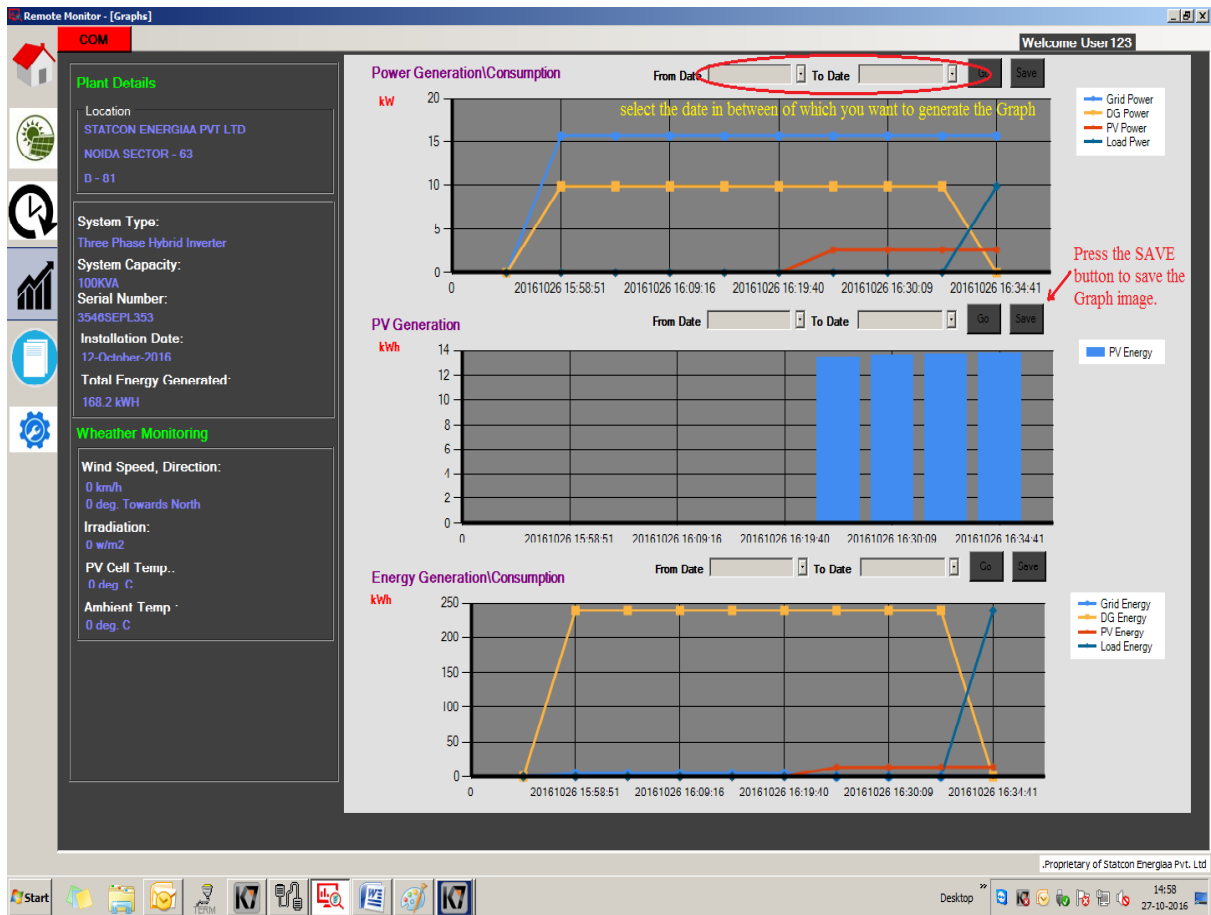 Remote Monitor - [Graphs]
COM
Welcome User123
Plant Details
Location
STATCON ENERGIAA PVT LTD
NOIDA SECTOR - 63
D - 81
System Type:
Three Phase Hybrid Inverter
System Capacity:
100KVA
Serial Number:
3546SEPL353
Installation Date:
12-October-2016
Total Energy Generated:
168.2 kWH
Wheather Monitoring
Wind Speed, Direction:
0 km/h
0 deg. Towards North
Irradiation:
0 w/m2
PV Cell Temp..
0 deg. C
Ambient Temp :
0 deg. C
Power Generation\Consumption
From Date
To Date
Go
Save
select the date in between of which you want to generate the Graph
kW
20
15
10
5
0
0
20161026 15:58:51
20161026 16:09:16
20161026 16:19:40
20161026 16:30:09
20161026 16:34:41
Grid Power
DG Power
PV Power
Load Pwer
Press the SAVE
button to save the
Graph image.
PV Generation
From Date
To Date
Go
Save
kWh
14
12
10
8
6
4
2
0
0
20161026 15:58:51
20161026 16:09:16
20161026 16:19:40
20161026 16:30:09
20161026 16:34:41
PV Energy
Energy Generation\Consumption
From Date
To Date
Go
Save
kWh
250
200
150
100
50
0
0
20161026 15:58:51
20161026 16:09:16
20161026 16:19:40
20161026 16:30:09
20161026 16:34:41
Grid Energy
DG Energy
PV Energy
Load Energy
.:Proprietary of Statcon Energiaa Pvt. Ltd
Start
TERM
Desktop
14:58
27-10-2016